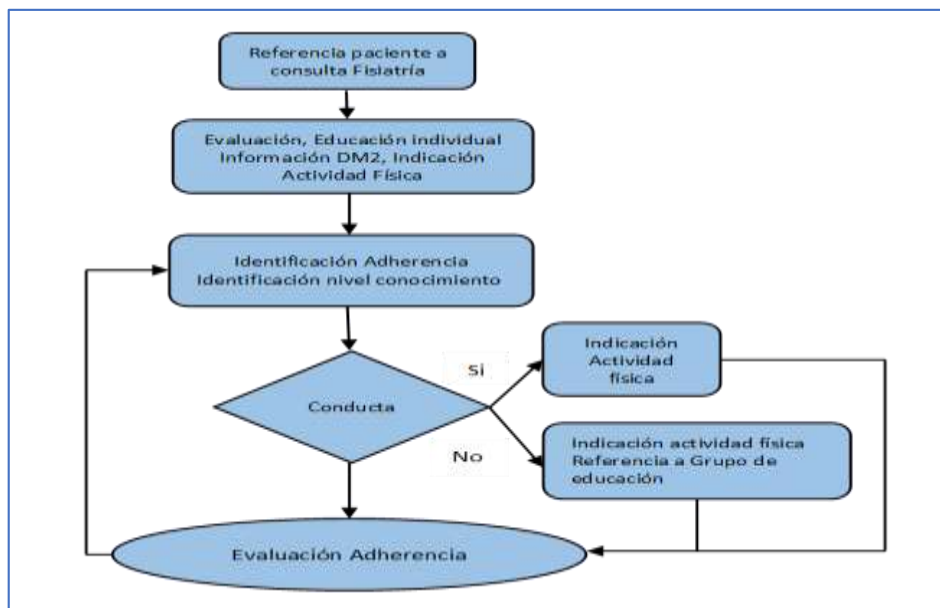 Referencia paciente a
consulta Fisiatría
Evaluación, Educación individual
Información DM2, Indicación
Actividad Física
Identificación Adherencia
Identificación nivel conocimiento
Indicación
Actividad
física
Si
Conducta
No
Indicación actividad física
Referencia a Grupo de
educación
Evaluación Adherencia